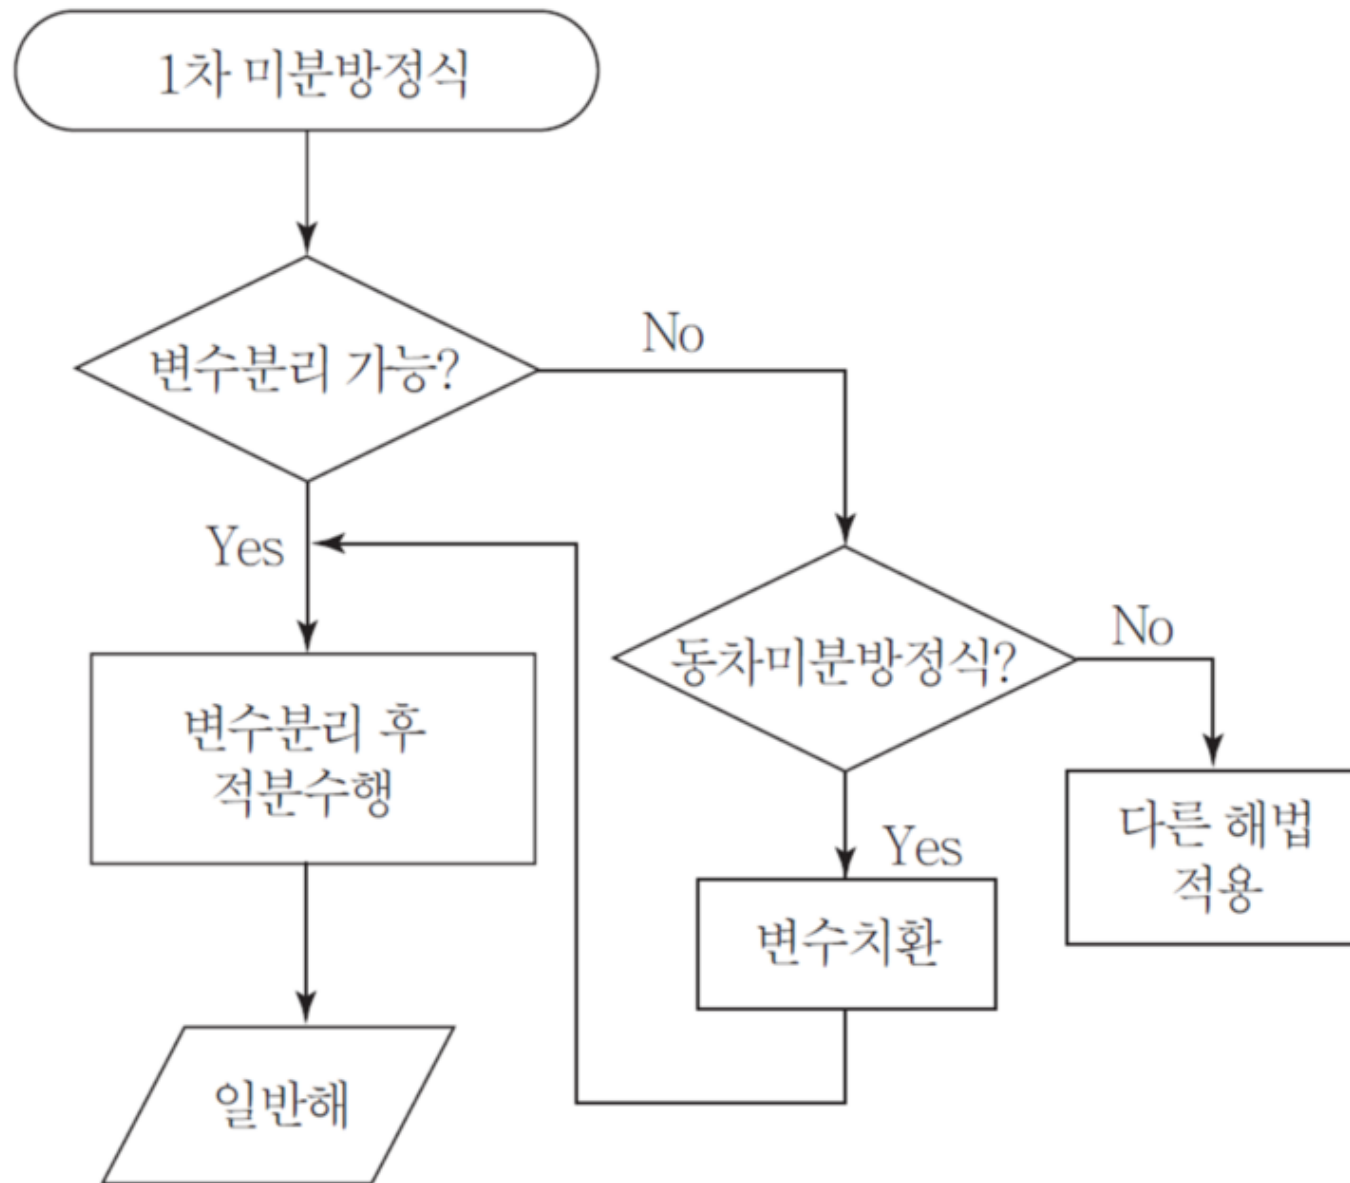 1차 미분방정식
변수분리 가능?
No
Yes
동차미분방정식?
No
변수분리 후
적분수행
다른 해법
적용
Yes
변수치환
일반해